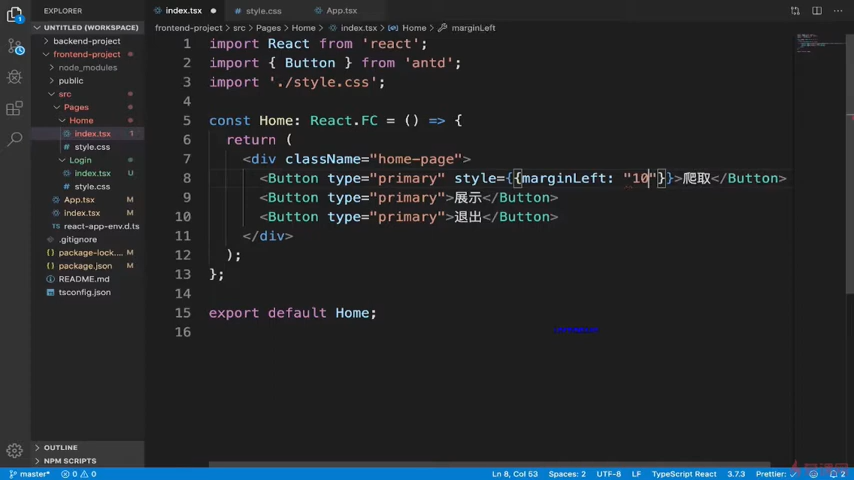 EXPLORER
index.tsx
style.css
App.tsx
UNTITLED (WORKSPACE)
backend-project
frontend-project
node_modules
public
src
Pages
Home
index.tsx 1
style.css
Login
index.tsx
style.css
App.tsx
index.tsx
react-app-env.d.ts
.gitignore
package-lock.... M
package.json M
README.md
tsconfig.json
OUTLINE
NPM SCRIPTS
frontend-project > src > Pages > Home > index.tsx > Home > marginLeft
1 import React from 'react';
2 import { Button } from 'antd';
3 import './style.css';
4
5 const Home: React.FC = () => {
6 return (
7 <div className="home-page">
8 <Button type="primary" style={{marginLeft: "10"}}>爬取</Button>
9 <Button type="primary">展示</Button>
10 <Button type="primary">退出</Button>
11 </div>
12 );
13 };
14
15 export default Home;
16
master* 0 0
Ln 8, Col 53 Spaces: 2 UTF-8 LF TypeScript React 3.7.3 Prettier: ✓ 2